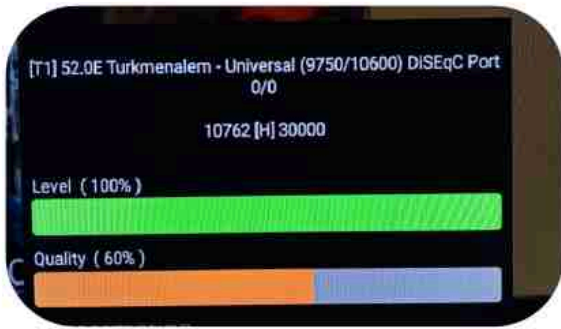 [T1] 52.0E Turkmenalem - Universal (9750/10600) DiSEqC Port
0/0
10762 [H] 30000
Level ( 100% )
Quality ( 60% )